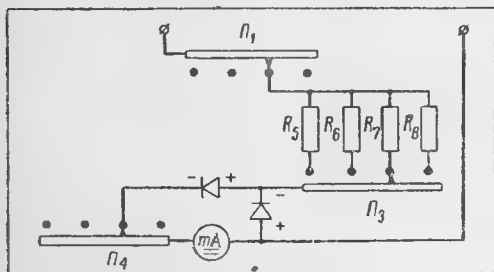 П₁
R₅ R₆ R₇ R₈
- +
-
П₃
+
П₄
mA